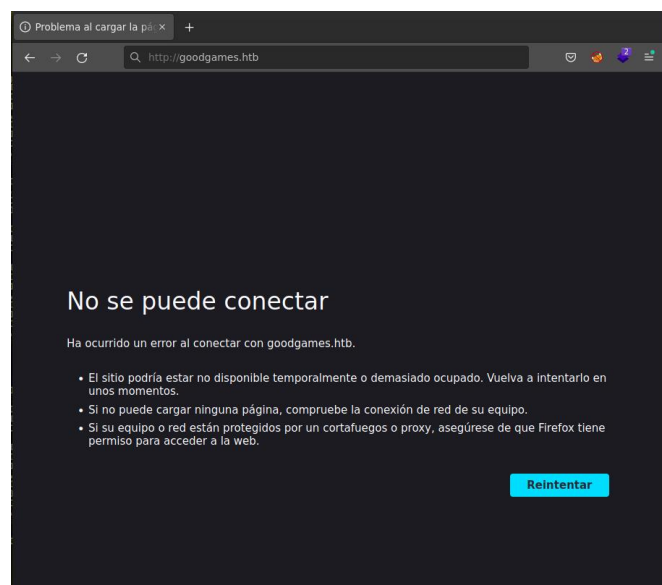 Problema al cargar la pá
http://goodgames.htb
2
No se puede conectar
Ha ocurrido un error al conectar con goodgames.htb.
• El sitio podría estar no disponible temporalmente o demasiado ocupado. Vuelva a intentarlo en
unos momentos.
• Si no puede cargar ninguna página, compruebe la conexión de red de su equipo.
• Si su equipo o red están protegidos por un cortafuegos o proxy, asegúrese de que Firefox tiene
permiso para acceder a la web.
Reintentar